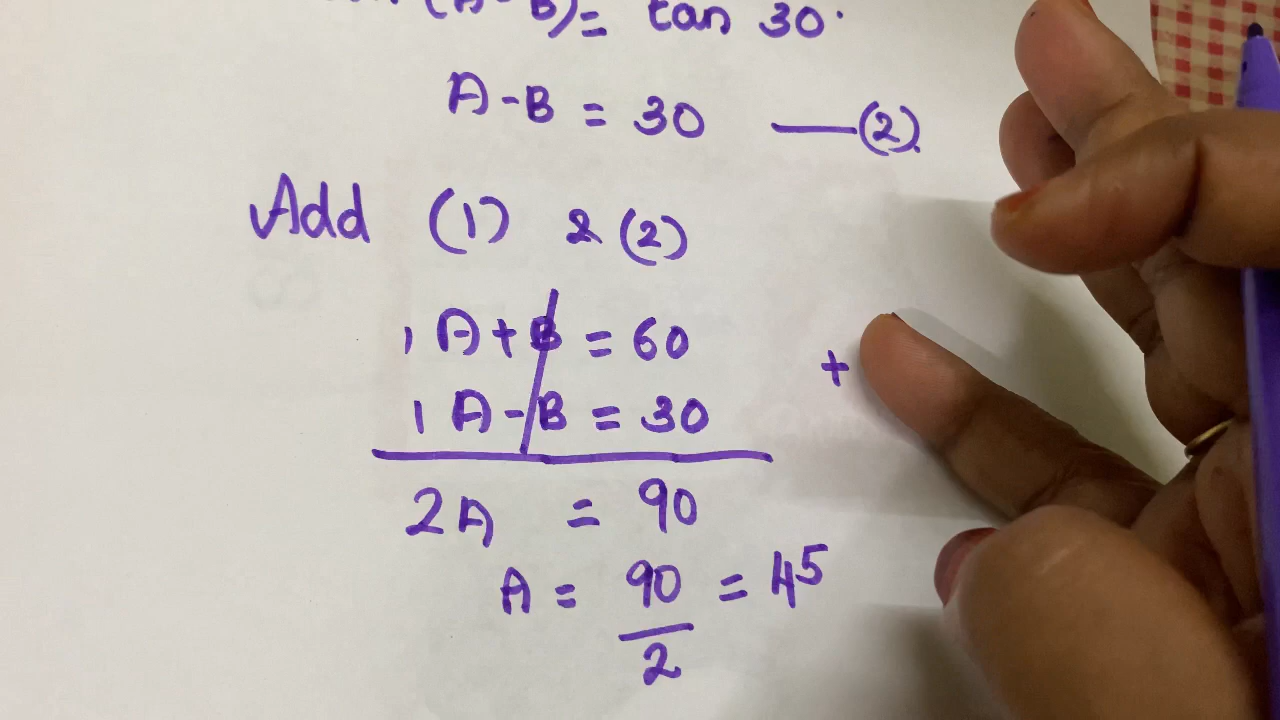 (A-B)= tan 30°
A-B = 30 —(2).
Add (1) & (2)
1 A+B = 60
1 A-B = 30 +
2A = 90
A = 90/2 = 45